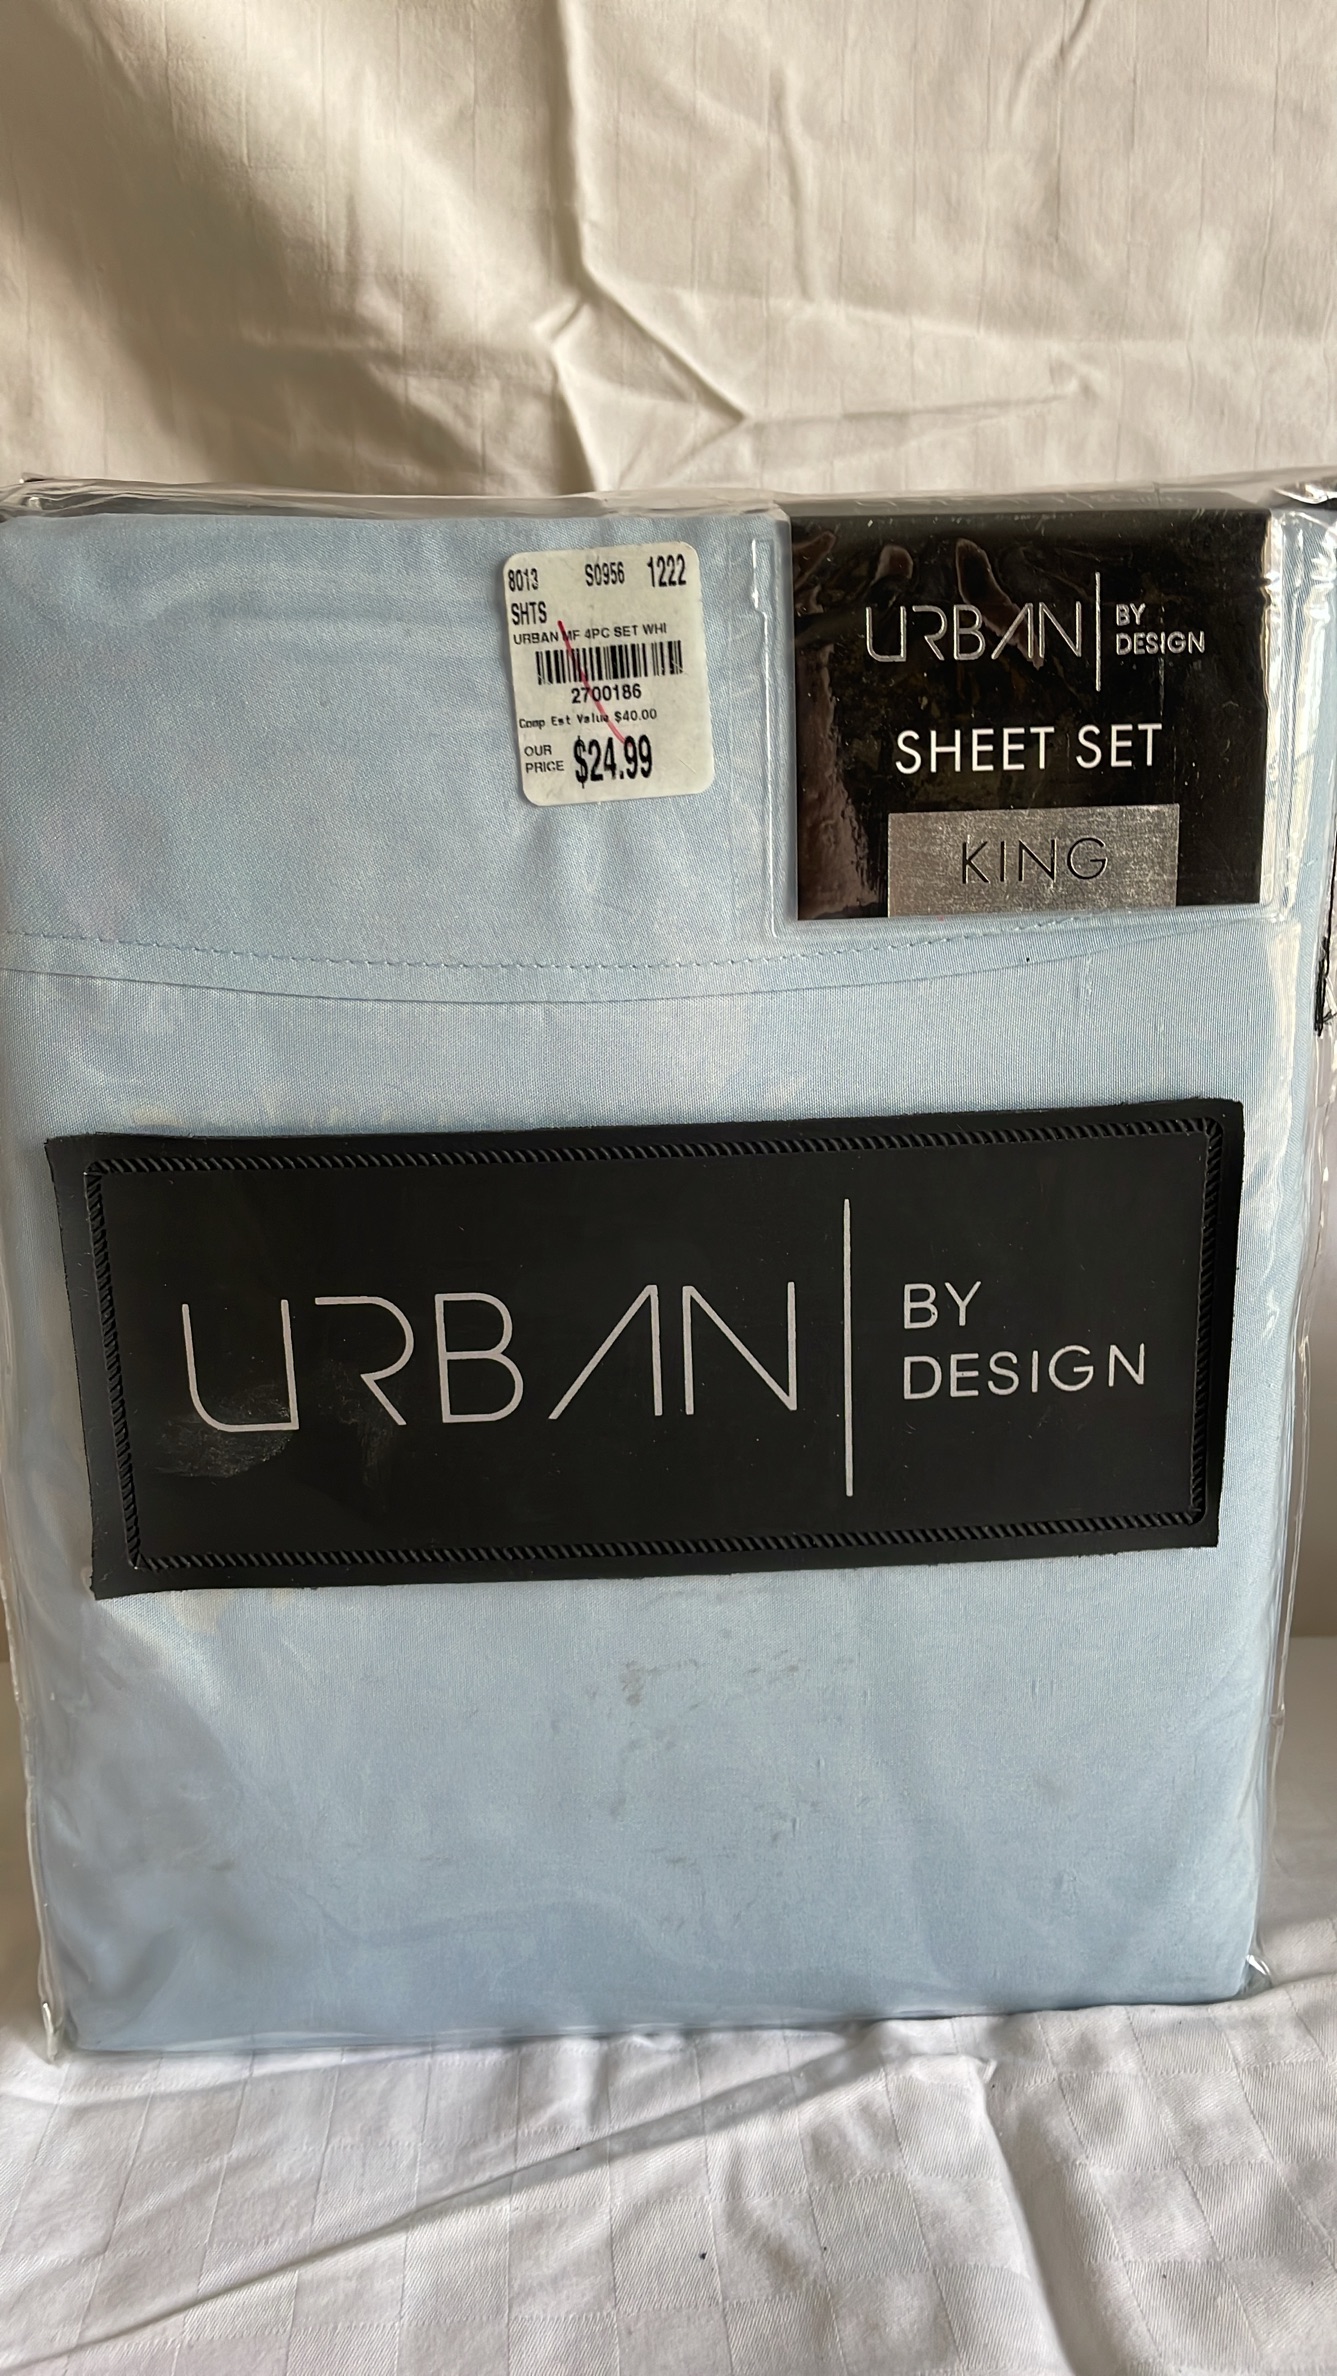 8013 S0956 1222
SHTS
URBAN MF 4PC SET WHI
2700186
Comp Est Value $40.00
OUR
PRICE $24.99
URBAN BY
DESIGN
SHEET SET
KING
URBAN BY
DESIGN